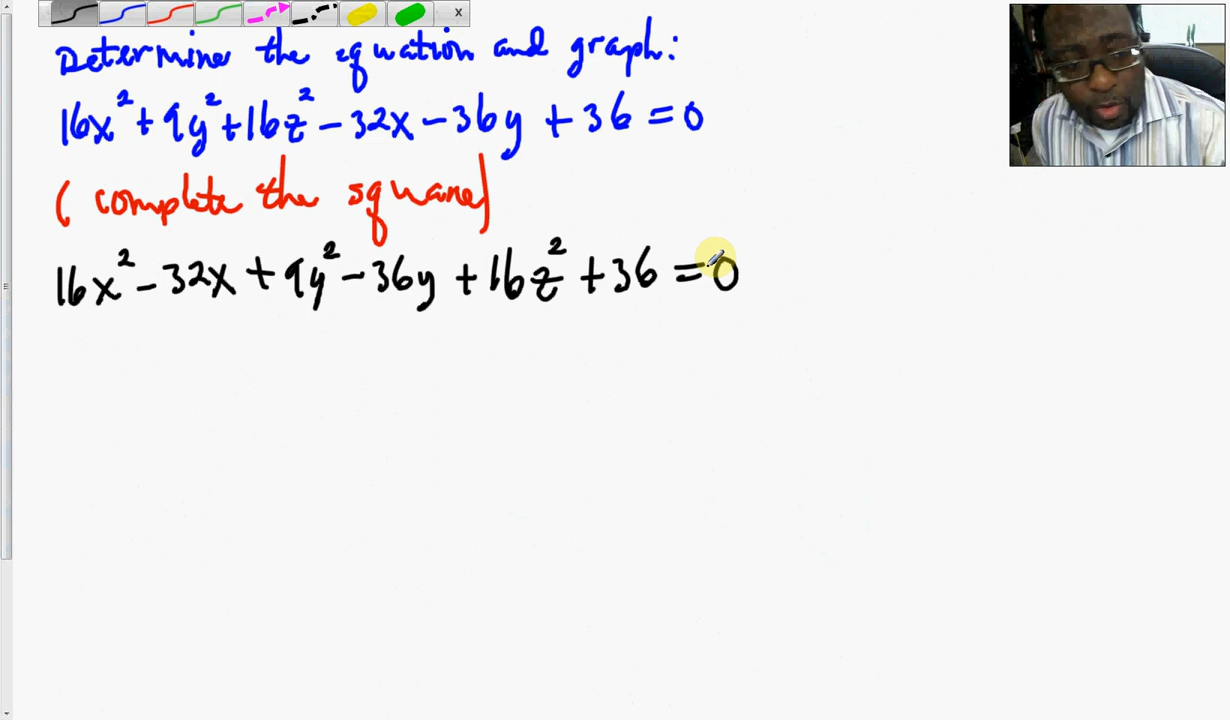 Determine the equation and graph:
16x² + 9y² + 16z² - 32x - 36y + 36 = 0
( complete the square)
16x² - 32x + 9y² - 36y + 16z² + 36 = 0